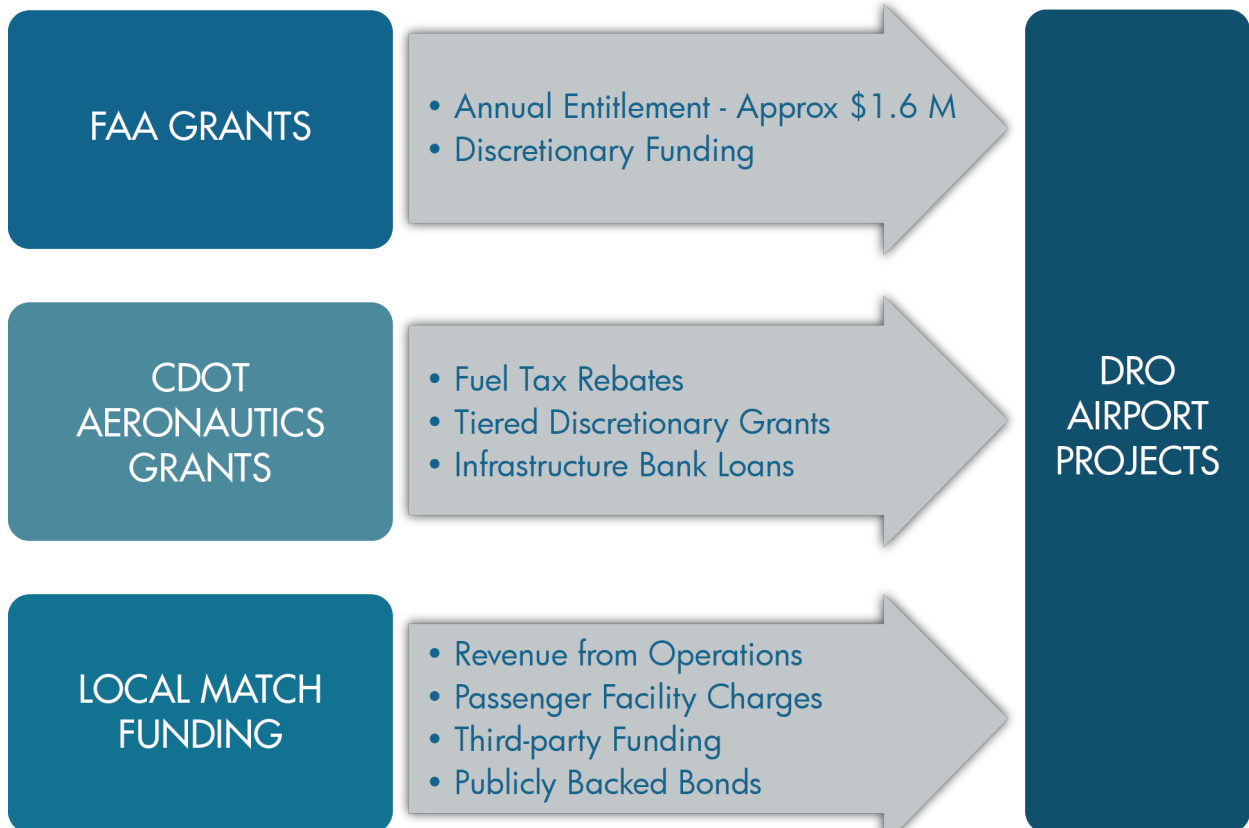 FAA GRANTS
• Annual Entitlement - Approx $1.6 M
• Discretionary Funding
CDOT
AERONAUTICS
GRANTS
• Fuel Tax Rebates
• Tiered Discretionary Grants
• Infrastructure Bank Loans
LOCAL MATCH
FUNDING
• Revenue from Operations
• Passenger Facility Charges
• Third-party Funding
• Publicly Backed Bonds
DRO
AIRPORT
PROJECTS